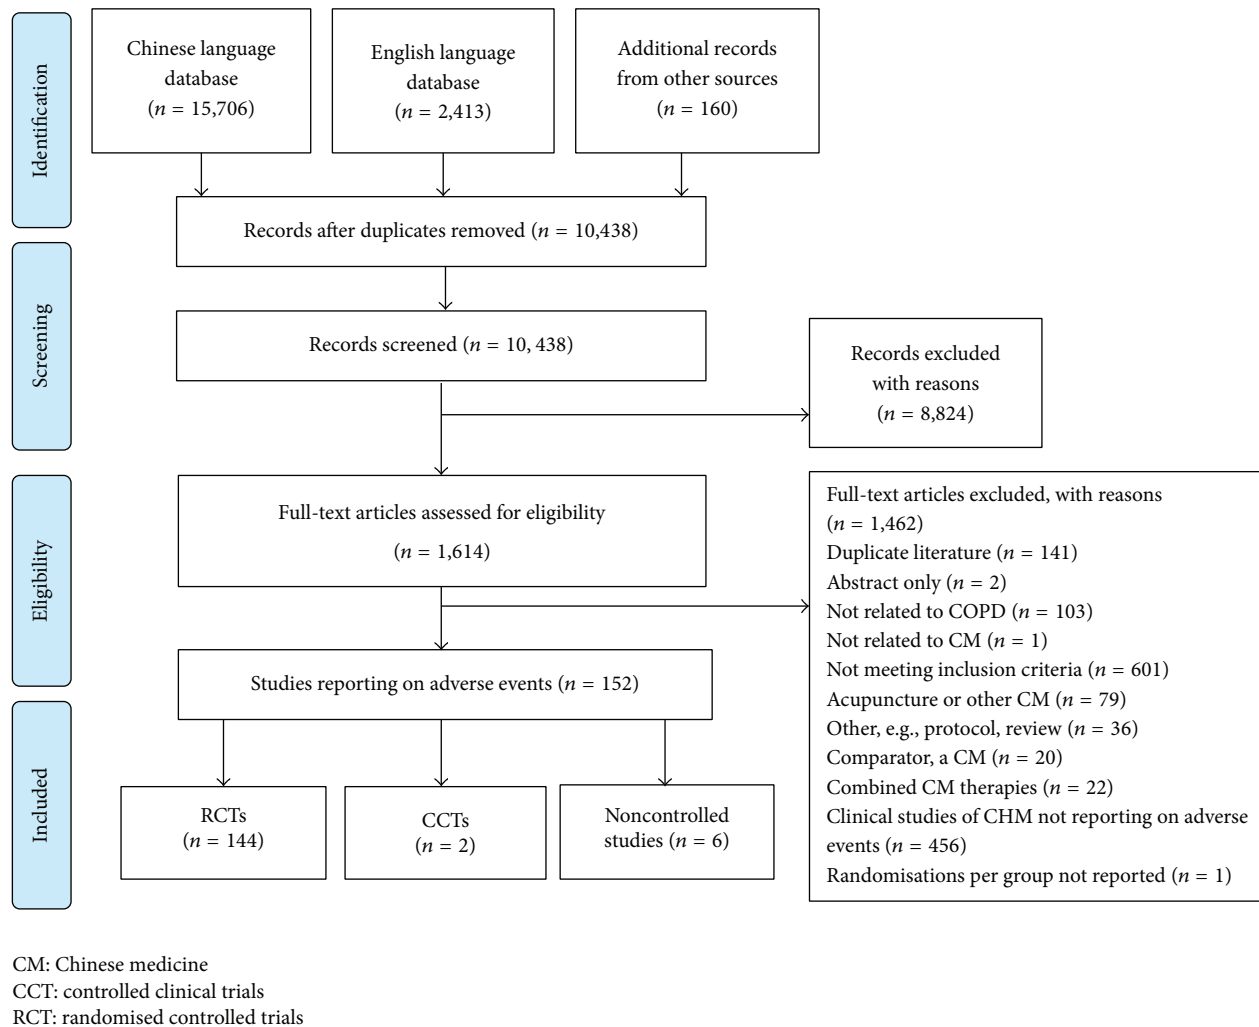 Identification
Chinese language
database
(n = 15,706)
English language
database
(n = 2,413)
Additional records
from other sources
(n = 160)
Records after duplicates removed (n = 10,438)
Screening
Records screened (n = 10, 438)
Records excluded
with reasons
(n = 8,824)
Eligibility
Full-text articles assessed for eligibility
(n = 1,614)
Full-text articles excluded, with reasons
(n = 1,462)
Duplicate literature (n = 141)
Abstract only (n = 2)
Not related to COPD (n = 103)
Not related to CM (n = 1)
Not meeting inclusion criteria (n = 601)
Acupuncture or other CM (n = 79)
Other, e.g., protocol, review (n = 36)
Comparator, a CM (n = 20)
Combined CM therapies (n = 22)
Clinical studies of CHM not reporting on adverse
events (n = 456)
Randomisations per group not reported (n = 1)
Studies reporting on adverse events (n = 152)
Included
RCTs
(n = 144)
CCTs
(n = 2)
Noncontrolled
studies (n = 6)
CM: Chinese medicine
CCT: controlled clinical trials
RCT: randomised controlled trials